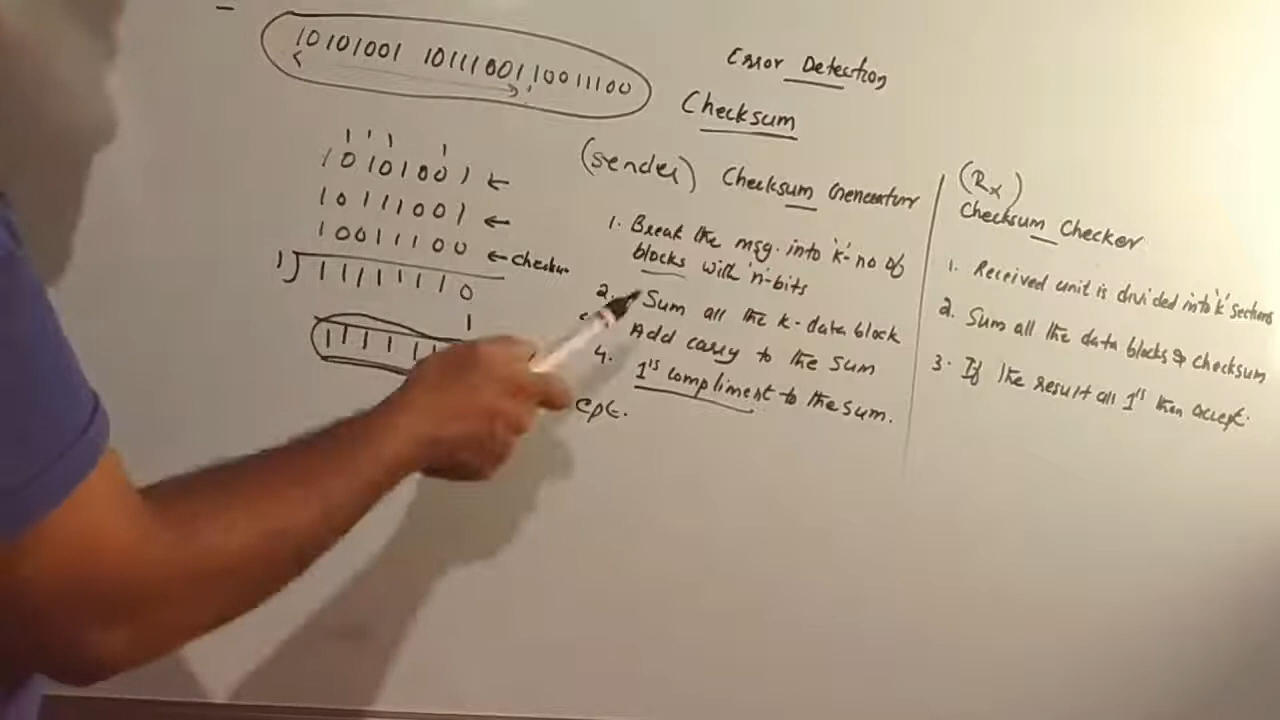 10101001 10111001 10011100
Error Detection
Checksum
1 1 1 1
10101001 ←
10111001 ←
10011100 ← checksum
1) 11111110
1
(sender) Checksum Generator
1. Break the msg. into 'k'-no of
blocks with 'n'-bits
2. Sum all the k-data block
Add carry to the sum
4. 1's compliment to the sum.
cpt.
(Rx)
Checksum Checker
1. Received unit is divided into 'k' sections
2. Sum all the data blocks & checksum
3. If the result all 1's then accept.